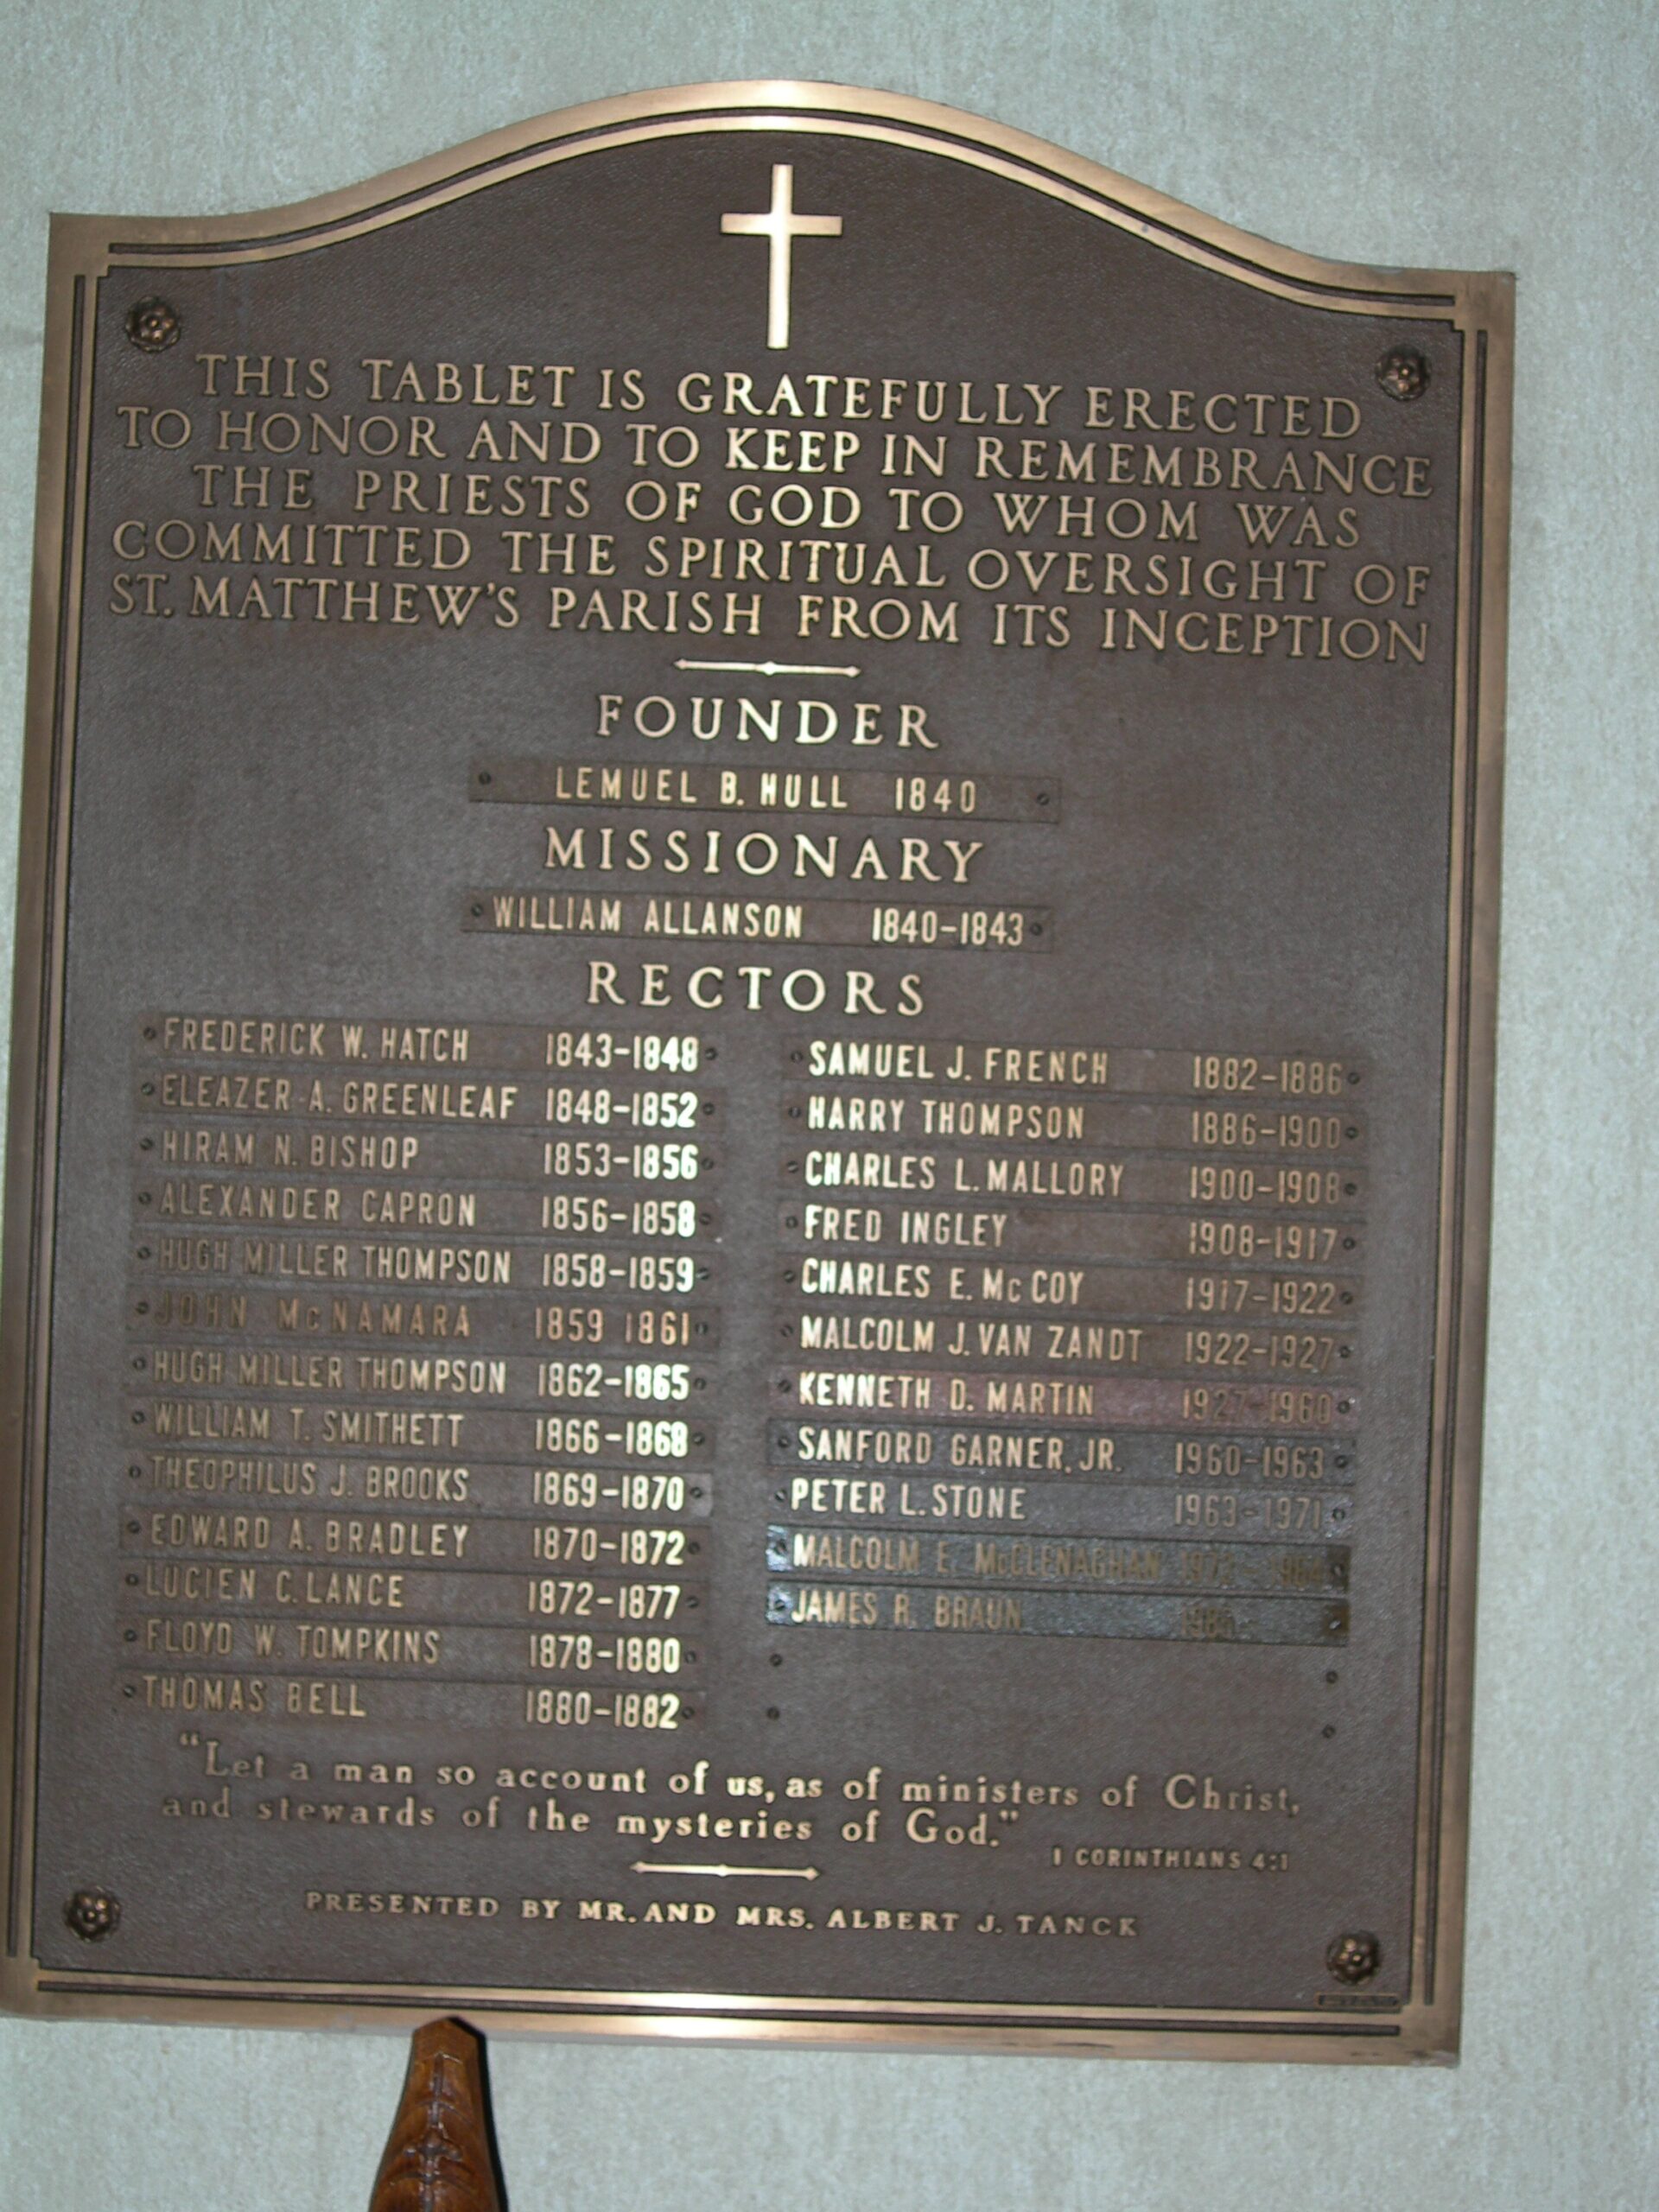 THIS TABLET IS GRATEFULLY ERECTED
TO HONOR AND TO KEEP IN REMEMBRANCE
THE PRIESTS OF GOD TO WHOM WAS
COMMITTED THE SPIRITUAL OVERSIGHT OF
ST. MATTHEW'S PARISH FROM ITS INCEPTION
FOUNDER
LEMUEL B. HULL 1840
MISSIONARY
WILLIAM ALLANSON 1840-1843
RECTORS
FREDERICK W. HATCH 1843-1848
ELEAZER A. GREENLEAF 1848-1852
HIRAM N. BISHOP 1853-1856
ALEXANDER CAPRON 1856-1858
HUGH MILLER THOMPSON 1858-1859
JOHN McNAMARA 1859 1861
HUGH MILLER THOMPSON 1862-1865
WILLIAM T. SMITHETT 1866-1868
THEOPHILUS J. BROOKS 1869-1870
EDWARD A. BRADLEY 1870-1872
LUCIEN C. LANCE 1872-1877
FLOYD W. TOMPKINS 1878-1880
THOMAS BELL 1880-1882
SAMUEL J. FRENCH 1882-1886
HARRY THOMPSON 1886-1900
CHARLES L. MALLORY 1900-1908
FRED INGLEY 1908-1917
CHARLES E. McCOY 1917-1922
MALCOLM J. VAN ZANDT 1922-1927
KENNETH D. MARTIN 1927-1960
SANFORD GARNER, JR. 1960-1963
PETER L. STONE 1963-1971
MALCOLM E. McCLENAGHAN
JAMES R. BRAUN
"Let a man so account of us, as of ministers of Christ,
and stewards of the mysteries of God."
I CORINTHIANS 4:1
PRESENTED BY MR. AND MRS. ALBERT J. TANCK